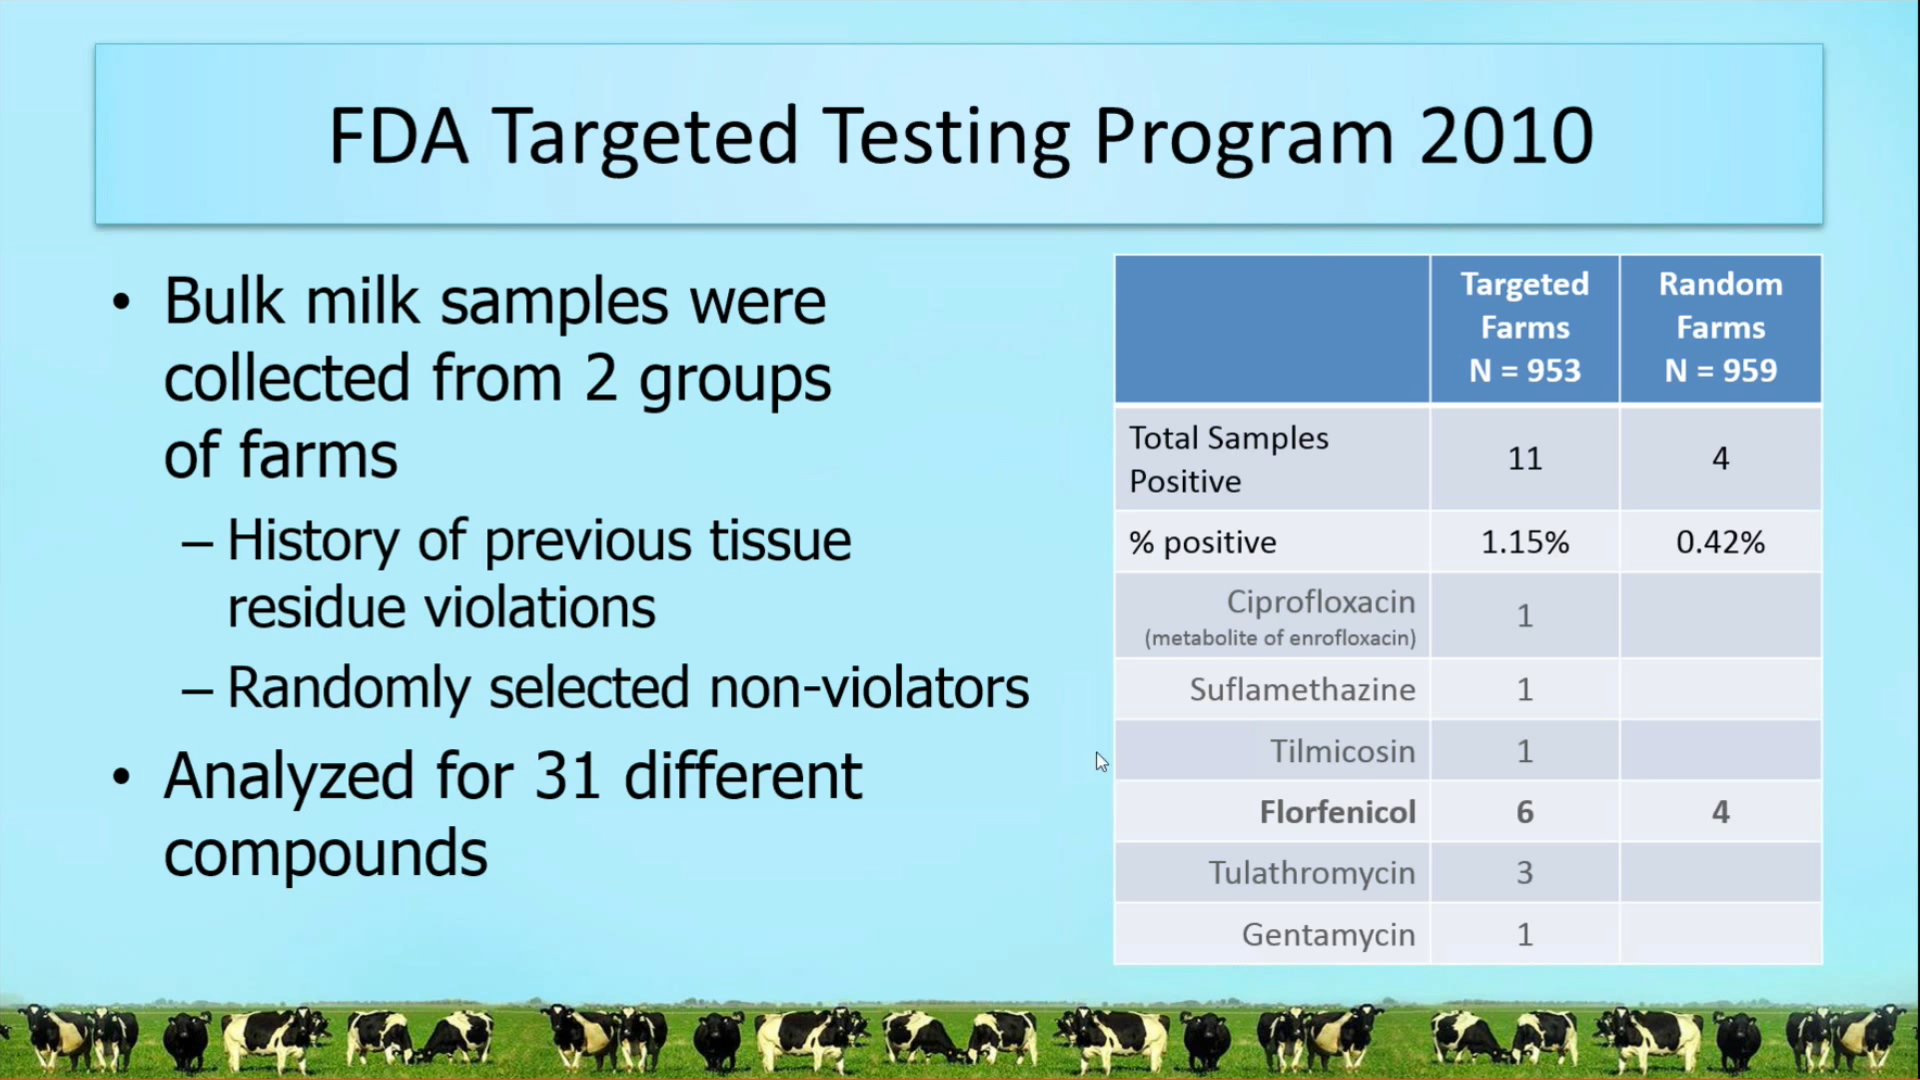 FDA Targeted Testing Program 2010
• Bulk milk samples were
collected from 2 groups
of farms
– History of previous tissue
residue violations
– Randomly selected non-violators
• Analyzed for 31 different
compounds
Targeted Farms N = 953 Random Farms N = 959
Total Samples Positive 11 4
% positive 1.15% 0.42%
Ciprofloxacin (metabolite of enrofloxacin) 1
Suflamethazine 1
Tilmicosin 1
Florfenicol 6 4
Tulathromycin 3
Gentamycin 1